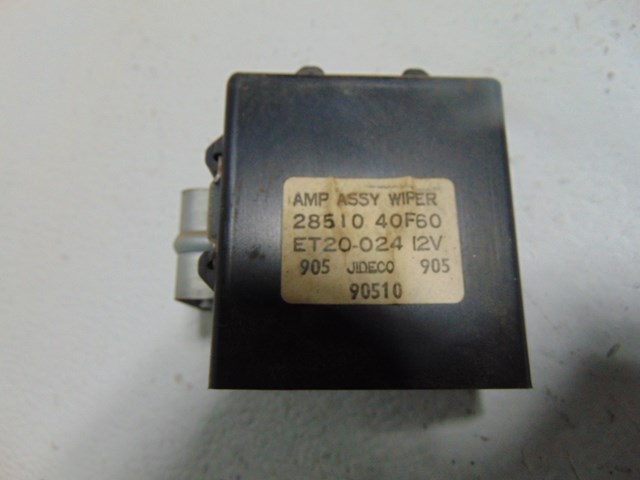 AMP ASSY WIPER
28510 40F60
ET20-024 12V
905 JIDECO 905
90510